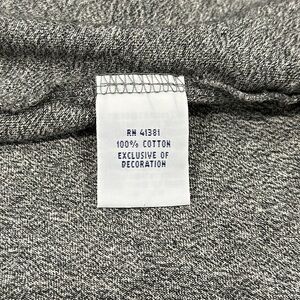 RN 41381
100% COTTON
EXCLUSIVE OF
DECORATION